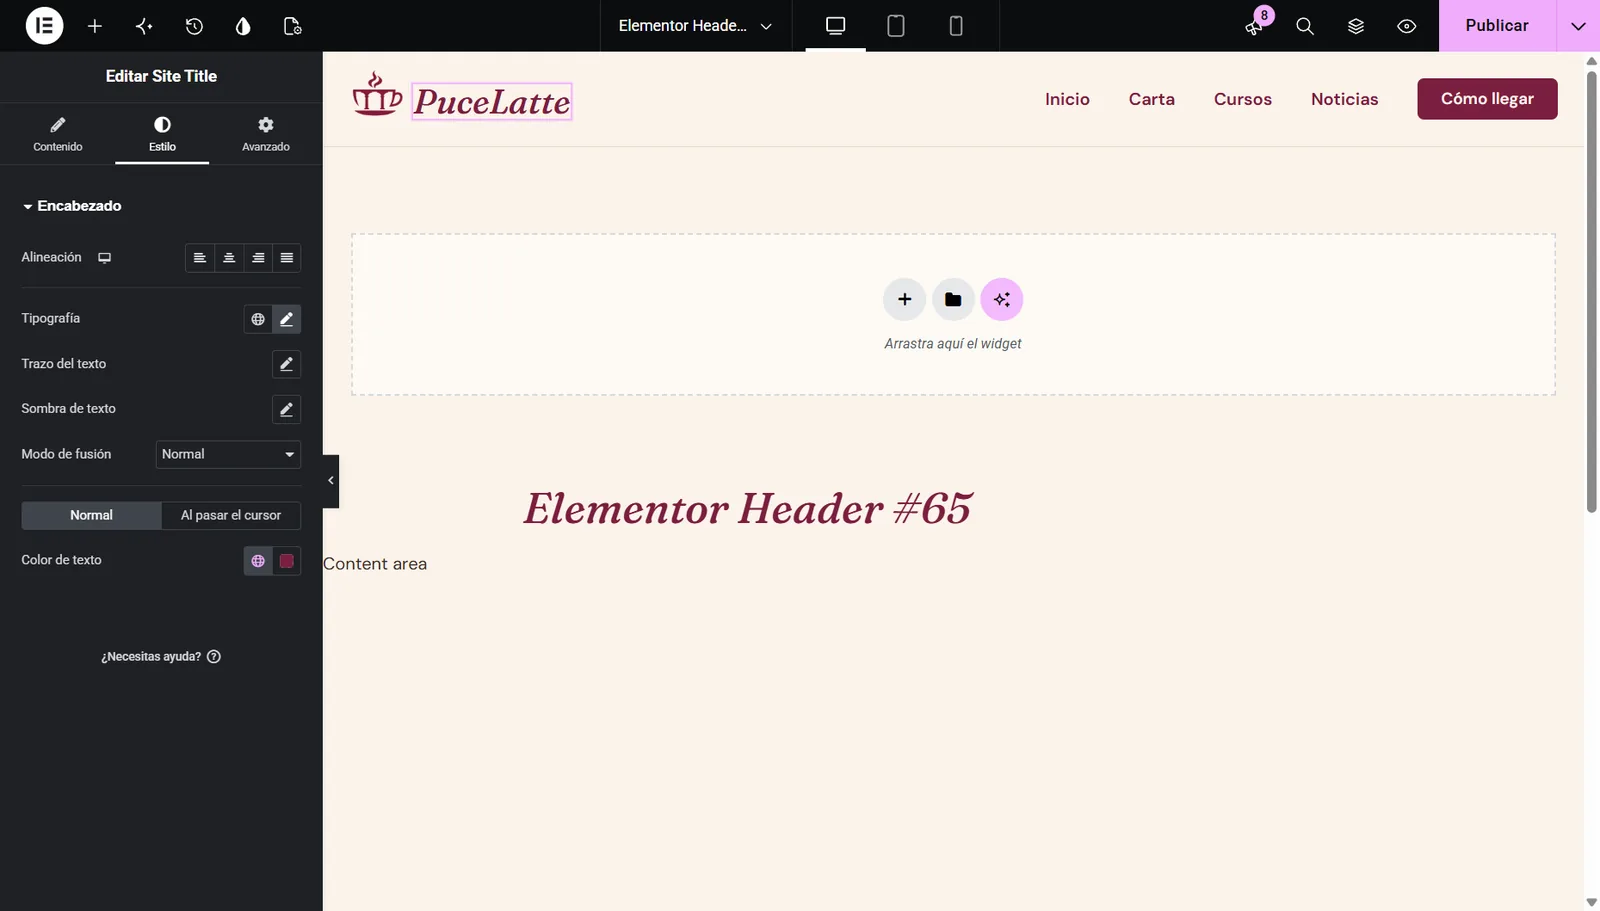 Elementor Heade...
8
Publicar
Editar Site Title
Contenido
Estilo
Avanzado
Encabezado
Alineación
Tipografía
Trazo del texto
Sombra de texto
Modo de fusión
Normal
Normal
Al pasar el cursor
Color de texto
¿Necesitas ayuda?
PuceLatte
Inicio
Carta
Cursos
Noticias
Cómo llegar
Arrastra aquí el widget
Elementor Header #65
Content area